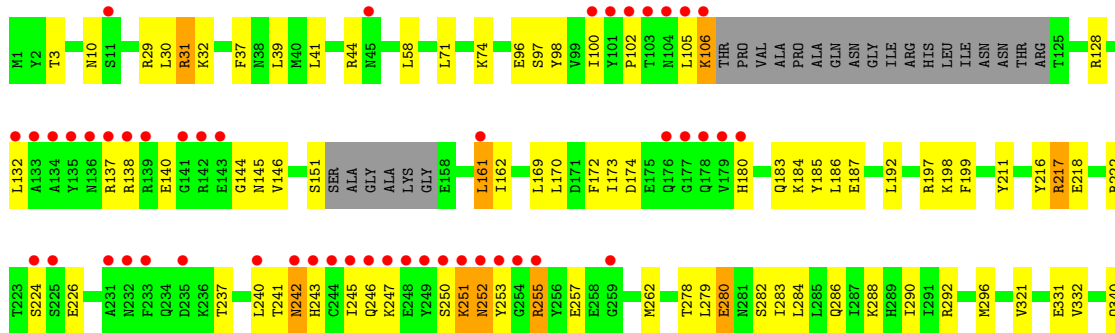 M1 Y2 T3 N10 S11 R29 L30 R31 K32 F37 N38 L39 M40 L41 R44 N45 L58 L71 K74 E96 S97 Y98 V99 I100 Y101 P102 T103 N104 L105 K106 THR PRO VAL ALA PRO ALA GLN ASN GLY ILE ARG HIS LEU ILE ASN ASN THR ARG T125 R128
L132 A133 A134 Y135 N136 R137 R138 R139 E140 G141 R142 E143 G144 N145 V146 S151 SER ALA GLY ALA LYS GLY E158 L161 I162 L169 L170 D171 F172 I173 D174 E175 Q176 G177 Q178 V179 H180 Q183 K184 Y185 L186 E187 L192 R197 K198 F199 Y211 Y216 R217 E218
T223 S224 S225 E226 A231 N232 F233 Q234 D235 K236 T237 L240 T241 N242 H243 C244 I245 Q246 K247 E248 Y249 S250 K251 N252 Y253 G254 R255 Y256 E257 E258 G259 M262 T278 L279 E280 N281 S282 I283 L284 L285 Q286 I287 K288 H289 I290 I291 R292 M296 V321 E331 V332